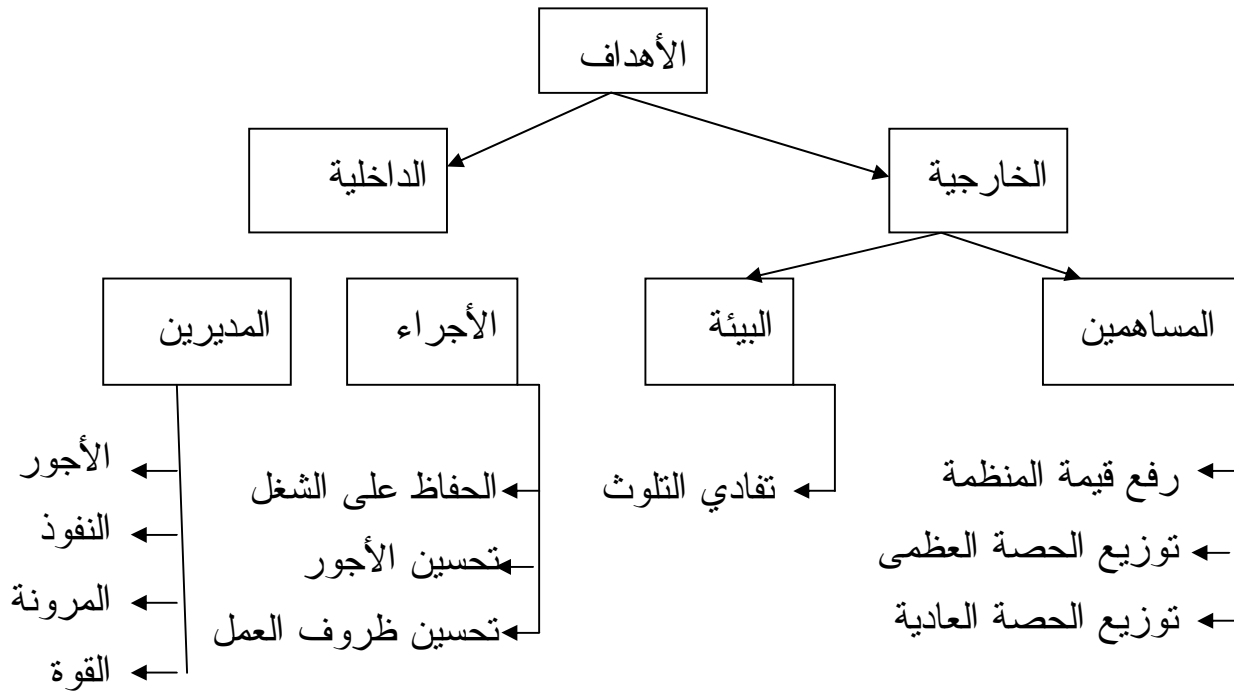 الأهداف
الخارجية
الداخلية
المساهمين
البيئة
الأجراء
المديرين
رفع قيمة المنظمة
توزيع الحصة العظمى
توزيع الحصة العادية
تفادي التلوث
الحفاظ على الشغل
تحسين الأجور
تحسين ظروف العمل
الأجور
النفوذ
المرونة
القوة